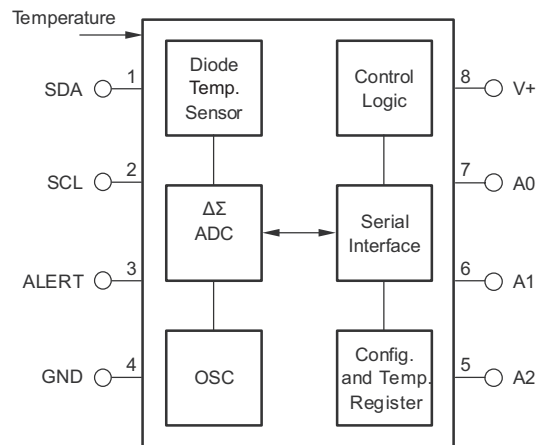 Temperature
SDA
1
SCL
2
ALERT
3
GND
4
Diode
Temp.
Sensor
ΔΣ
ADC
OSC
Control
Logic
Serial
Interface
Config.
and Temp.
Register
8
V+
7
A0
6
A1
5
A2